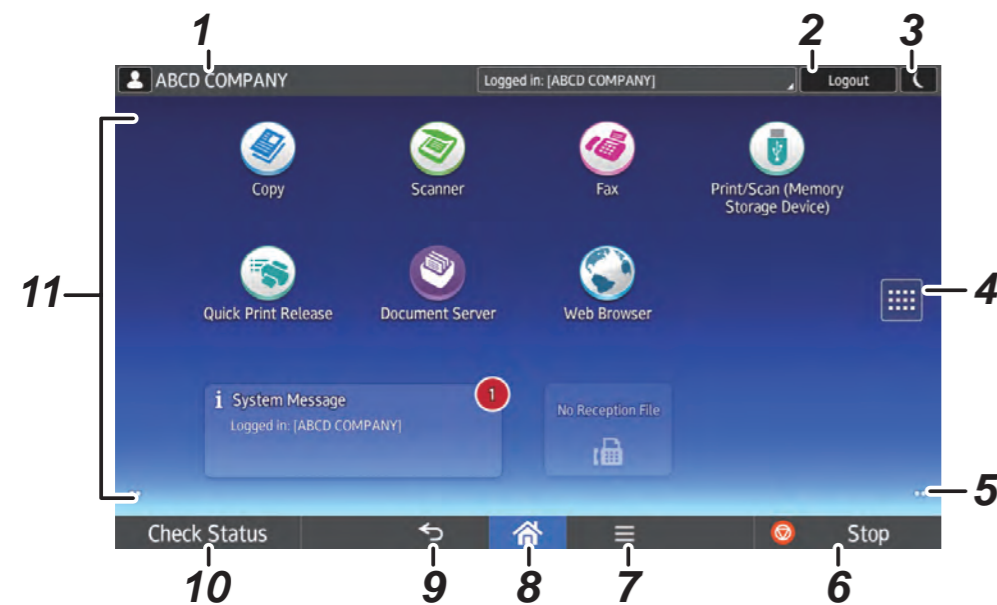 1
2
3
ABCD COMPANY
Logged in: [ABCD COMPANY]
Logout
Copy
Scanner
Fax
Print/Scan (Memory
Storage Device)
11
4
Quick Print Release
Document Server
Web Browser
i System Message
1
Logged in: [ABCD COMPANY]
No Reception File
5
Check Status
Stop
10
9
8
7
6